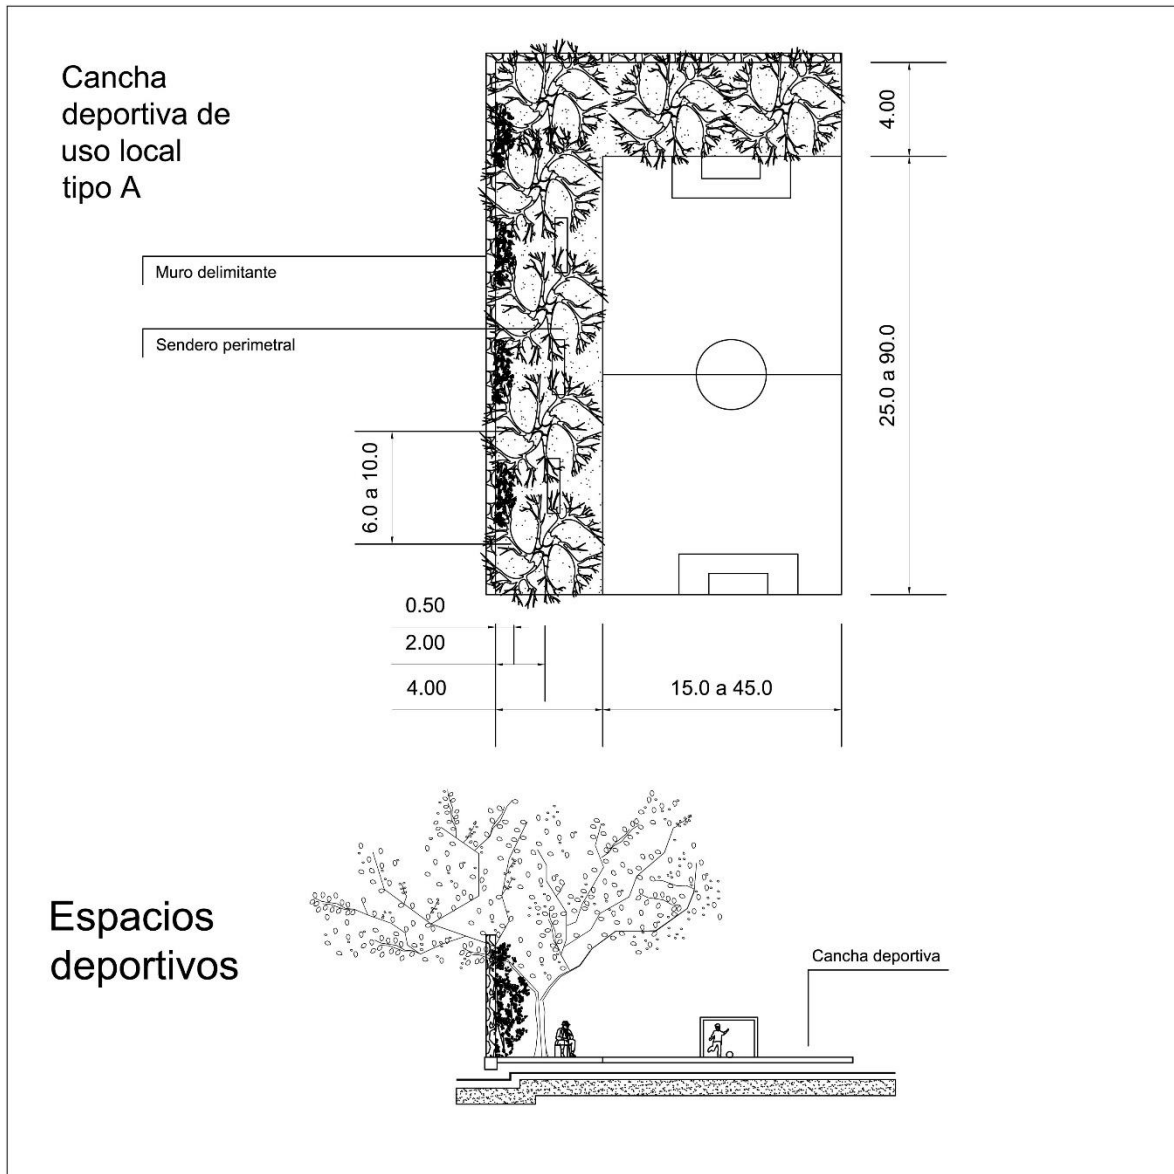 Cancha
deportiva de
uso local
tipo A
4.00
Muro delimitante
Sendero perimetral
25.0 a 90.0
6.0 a 10.0
0.50
2.00
4.00
15.0 a 45.0
Espacios
deportivos
Cancha deportiva